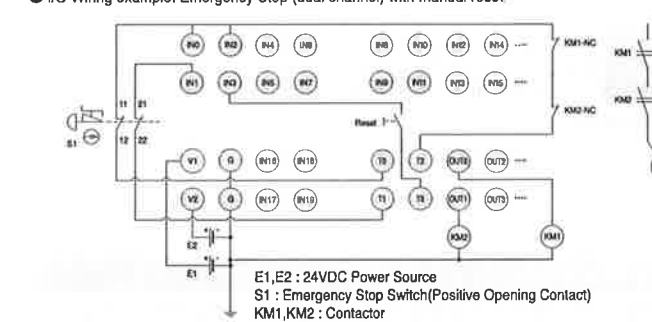 I/O Wiring example: Emergency Stop (dual channel) with manual reset
IN0 IN2 IN4 IN6 IN8 IN10 IN12 IN14 ····
KM1-NC
KM1
IN1 IN3 IN5 IN7 IN9 IN11 IN13 IN15 ····
KM2
11 21
KM2-NC
Reset
S1
12 22
V1 G IN16 IN18 T0 T2 OUT0 OUT2 ····
V2 G IN17 IN19 T1 T3 OUT1 OUT3 ····
E2
KM2 KM1
E1
E1,E2 : 24VDC Power Source
S1 : Emergency Stop Switch(Positive Opening Contact)
KM1,KM2 : Contactor